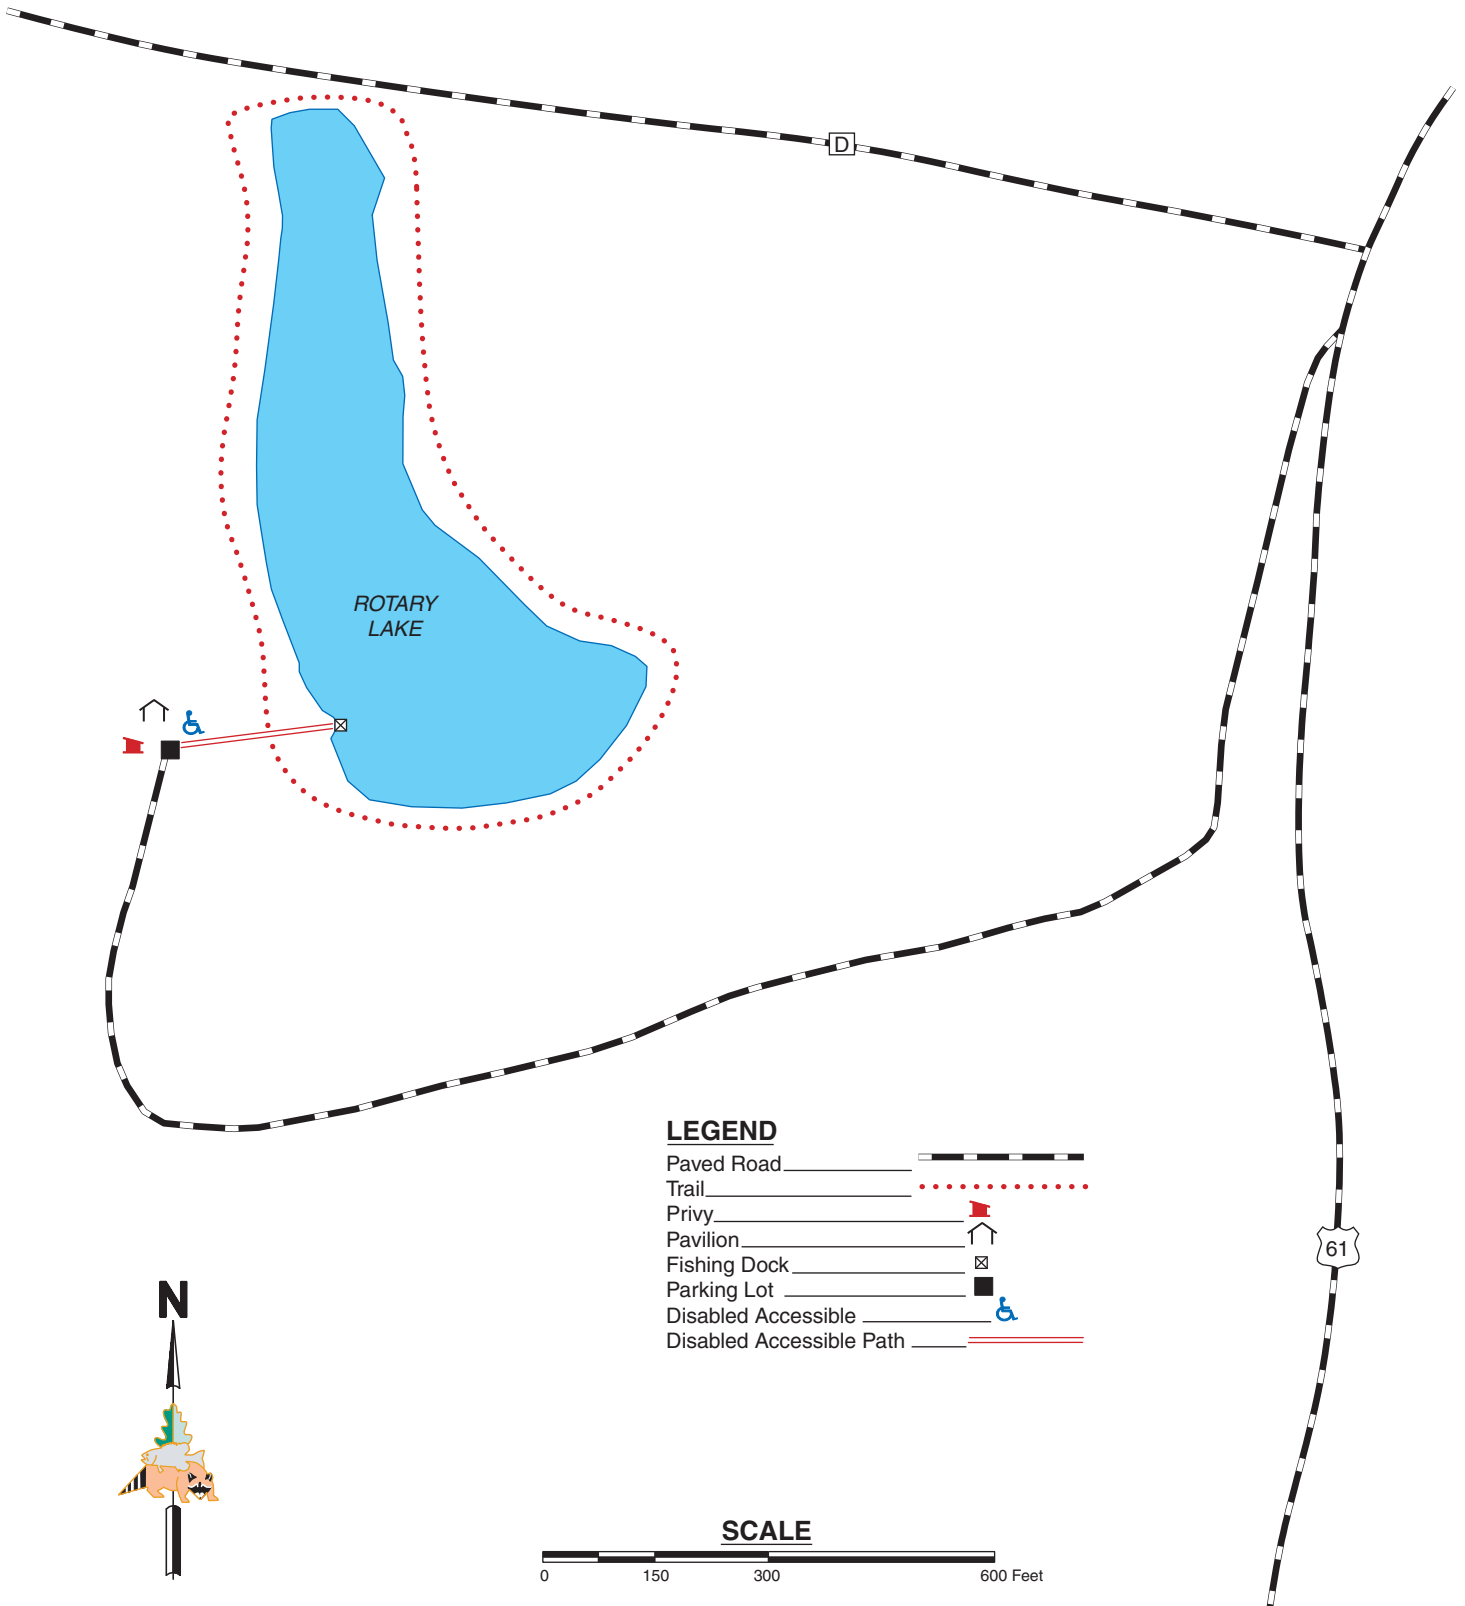 D
ROTARY
LAKE
LEGEND
Paved Road
Trail
Privy
Pavilion
Fishing Dock
Parking Lot
Disabled Accessible
Disabled Accessible Path
61
N
SCALE
0 150 300 600 Feet